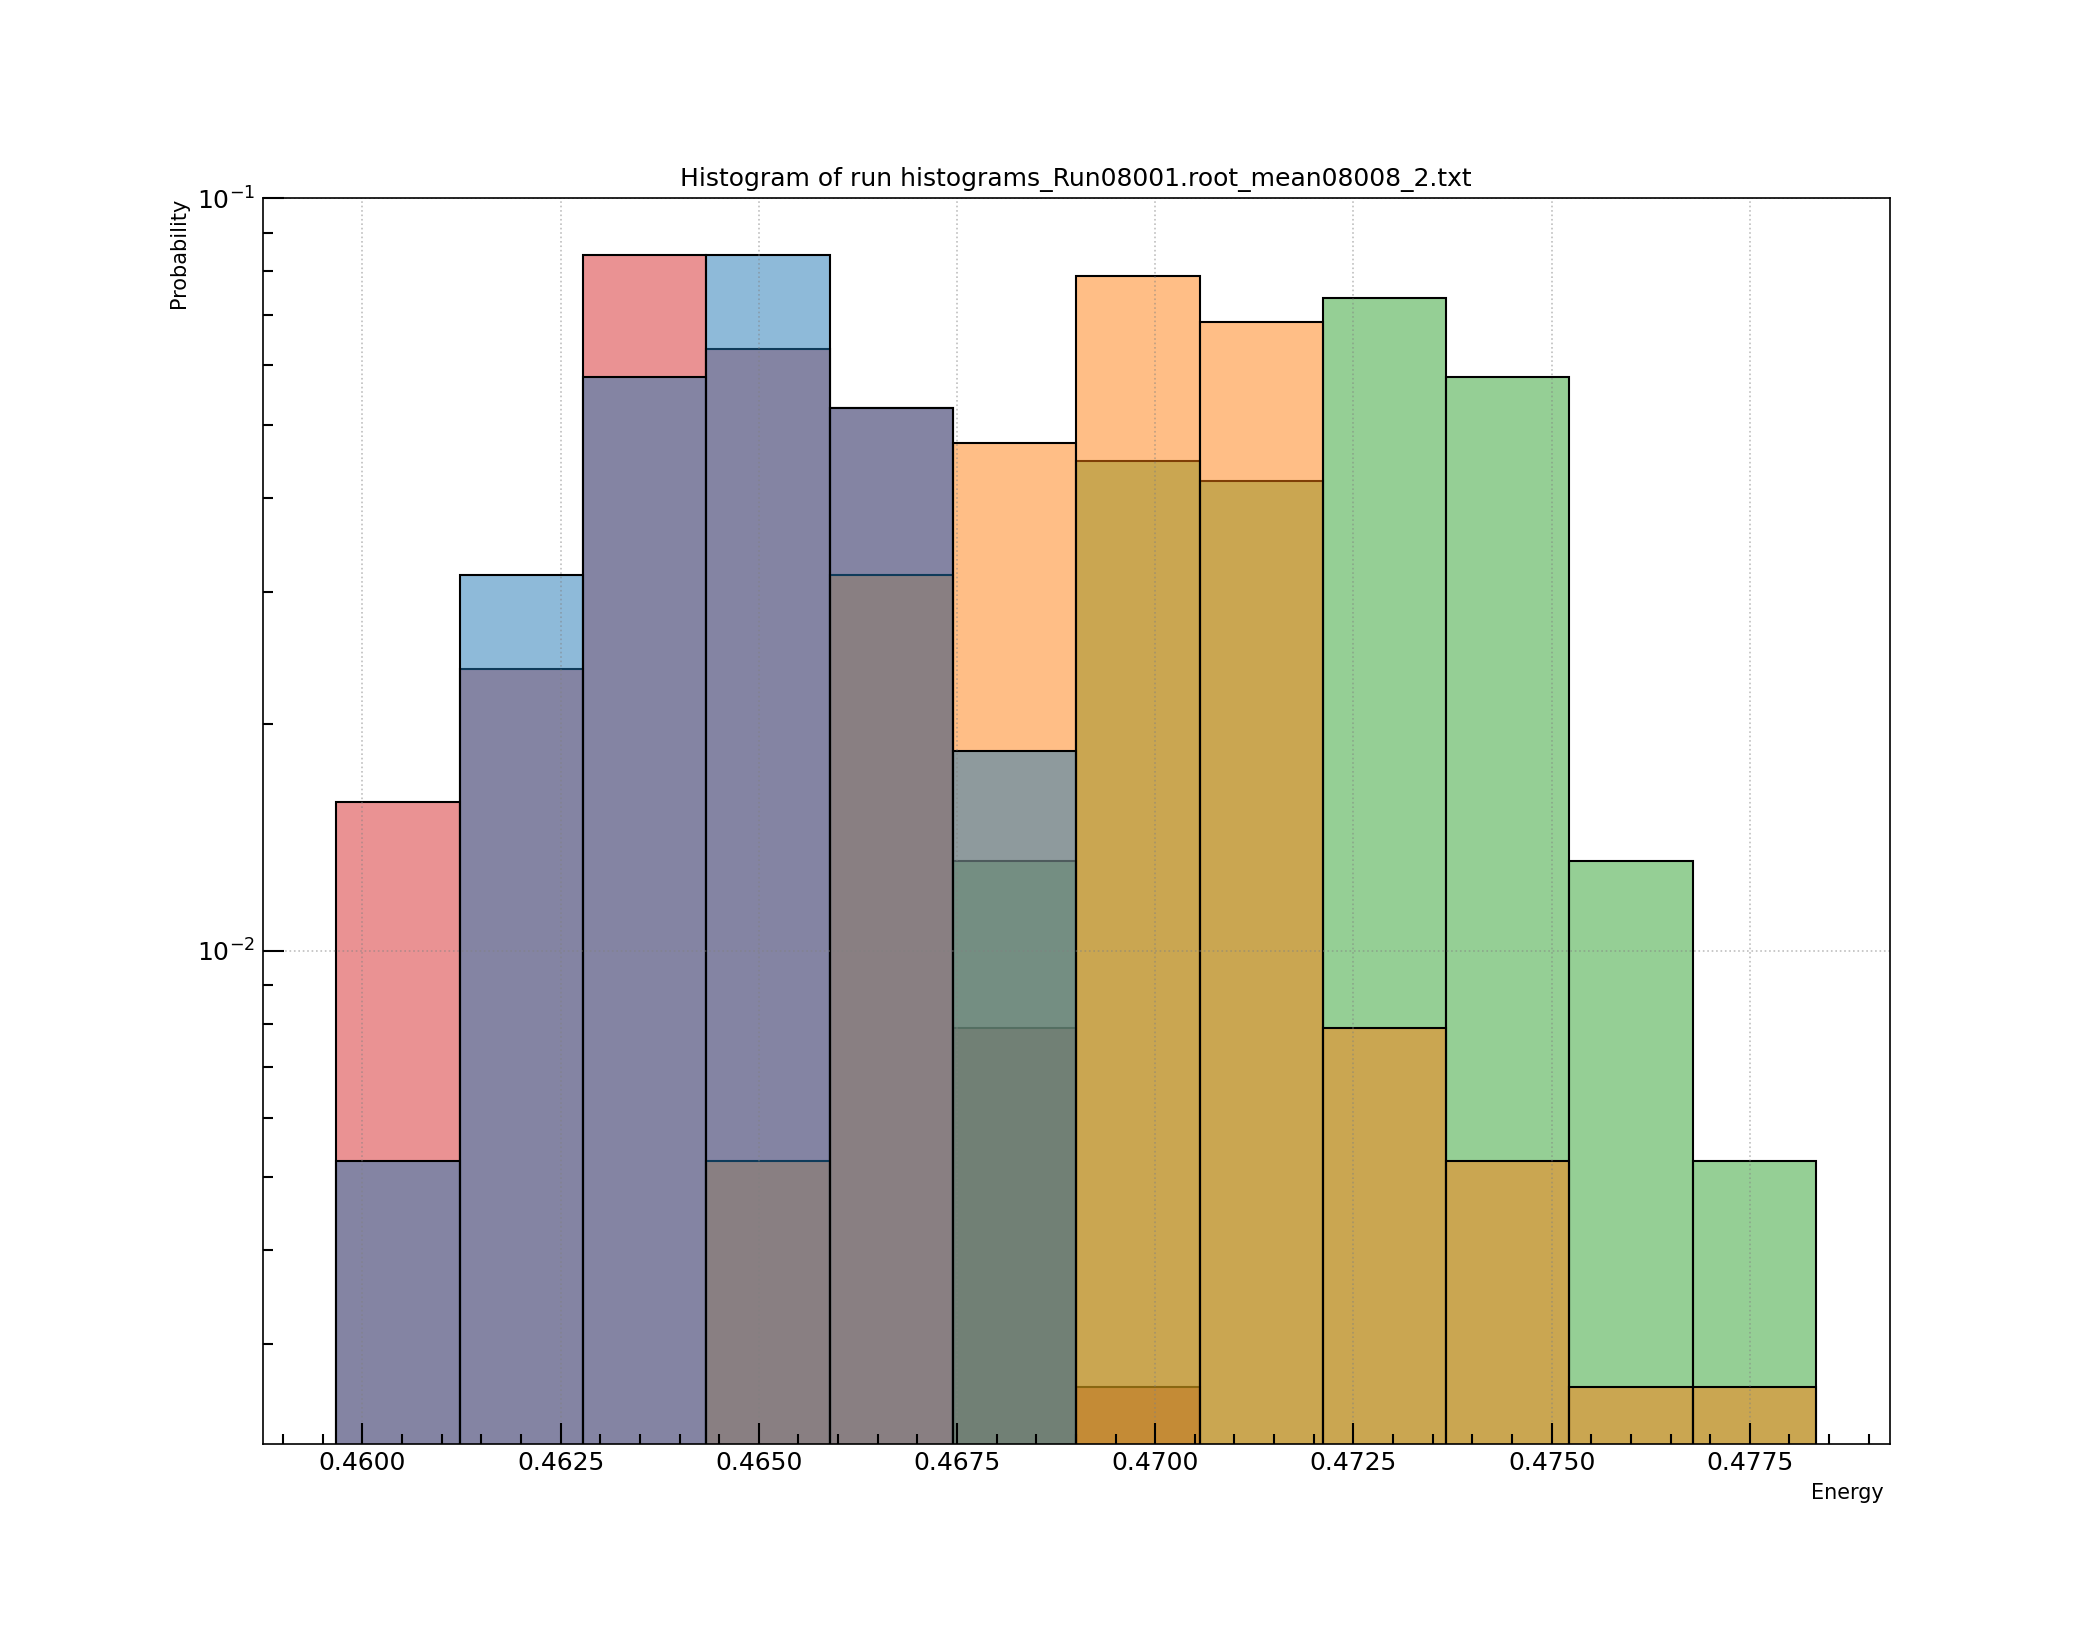 Histogram of run histograms_Run08001.root_mean08008_2.txt
Probability
10⁻¹
10⁻²
0.4600 0.4625 0.4650 0.4675 0.4700 0.4725 0.4750 0.4775
Energy